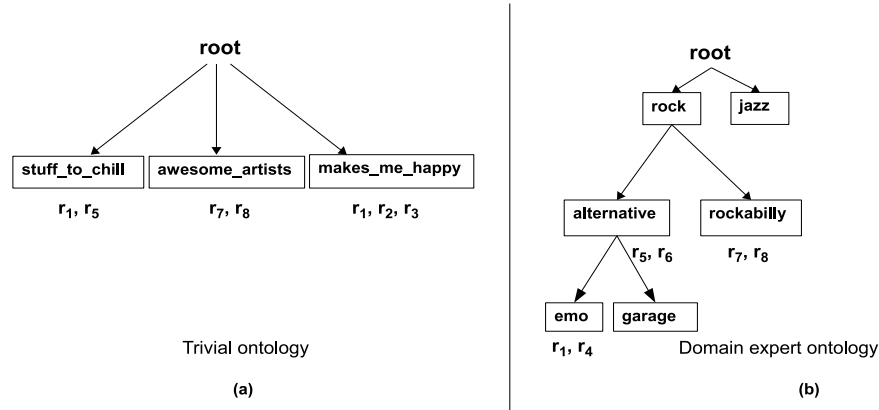 root
stuff_to_chill
awesome_artists
makes_me_happy
r₁, r₅
r₇, r₈
r₁, r₂, r₃
Trivial ontology
(a)
root
rock
jazz
alternative
rockabilly
r₅, r₆
r₇, r₈
emo
garage
r₁, r₄
Domain expert ontology
(b)